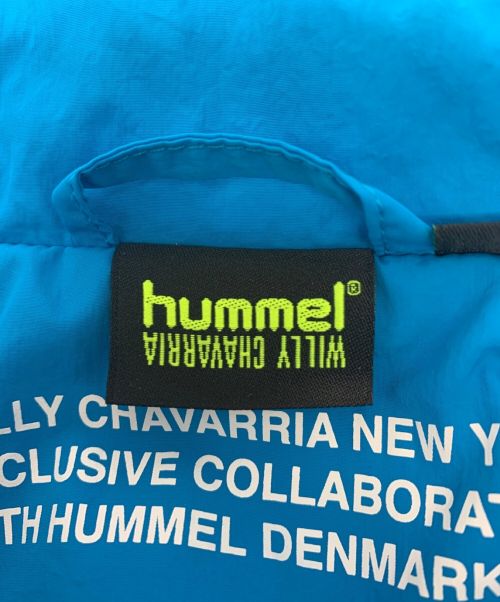 hummel®
WILLY CHAVARRIA
LLY CHAVARRIA NEW Y
CLUSIVE COLLABORAT
TH HUMMEL DENMARK